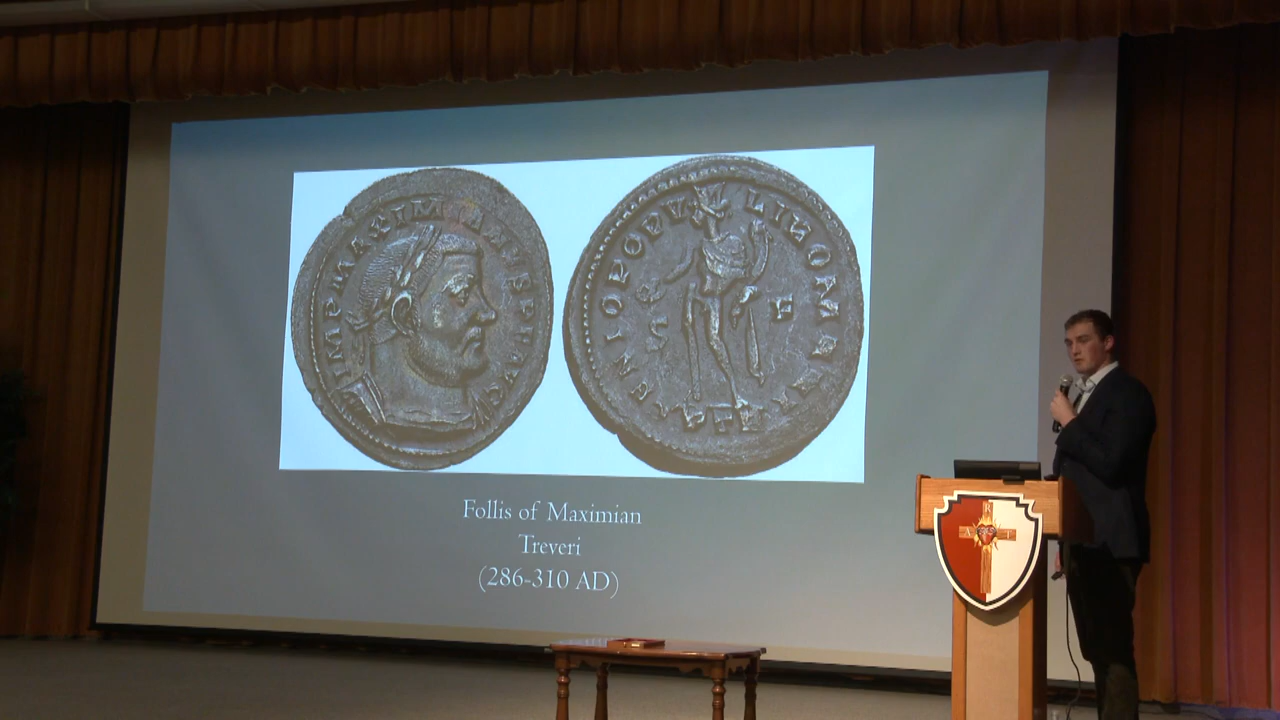 IMP MAXIMIANVS P F AVG
GENIO POPVLI ROMANI
S F
PTR
Follis of Maximian
Treveri
(286-310 AD)
R